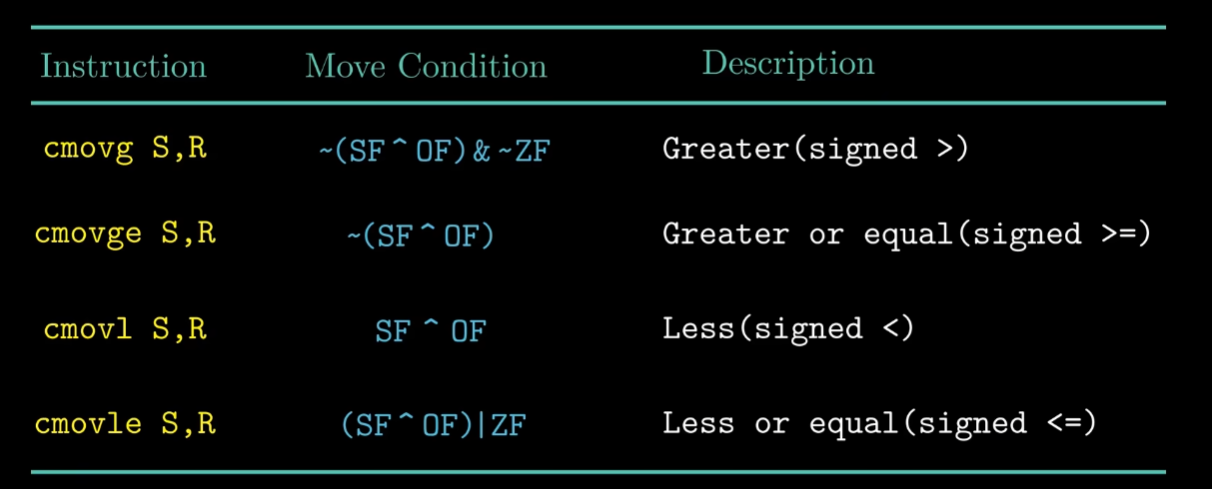 Instruction Move Condition Description
cmovg S,R ~(SF ^ OF) & ~ZF Greater(signed >)
cmovge S,R ~(SF ^ OF) Greater or equal(signed >=)
cmovl S,R SF ^ OF Less(signed <)
cmovle S,R (SF ^ OF)|ZF Less or equal(signed <=)